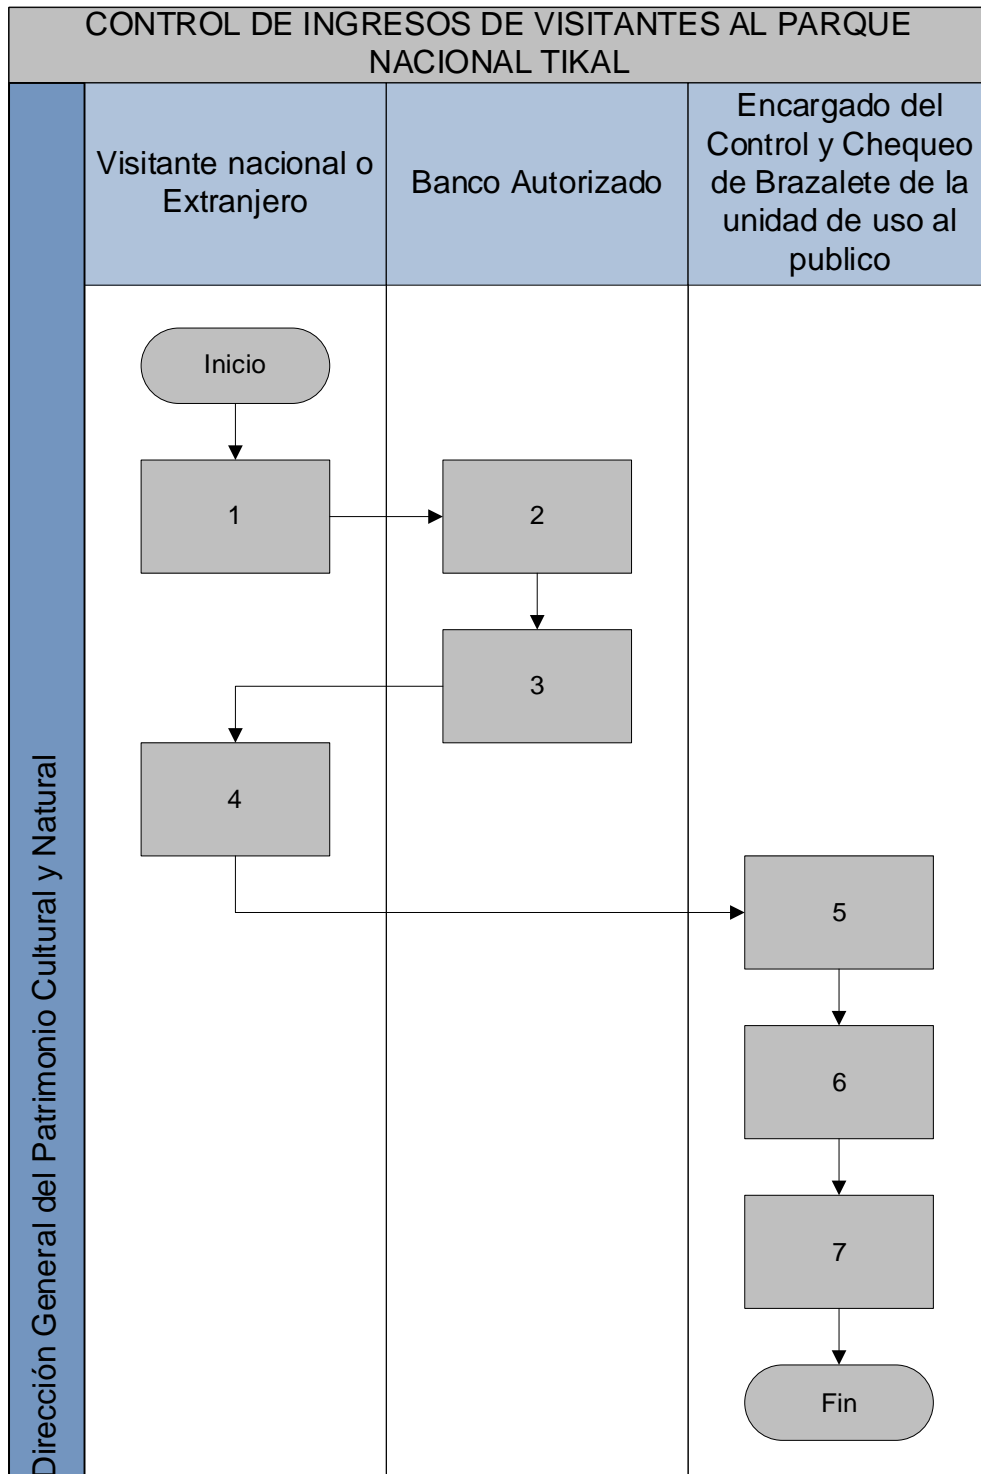 CONTROL DE INGRESOS DE VISITANTES AL PARQUE
NACIONAL TIKAL
Dirección General del Patrimonio Cultural y Natural
Visitante nacional o
Extranjero
Banco Autorizado
Encargado del
Control y Chequeo
de Brazalete de la
unidad de uso al
publico
Inicio
1
2
3
4
5
6
7
Fin